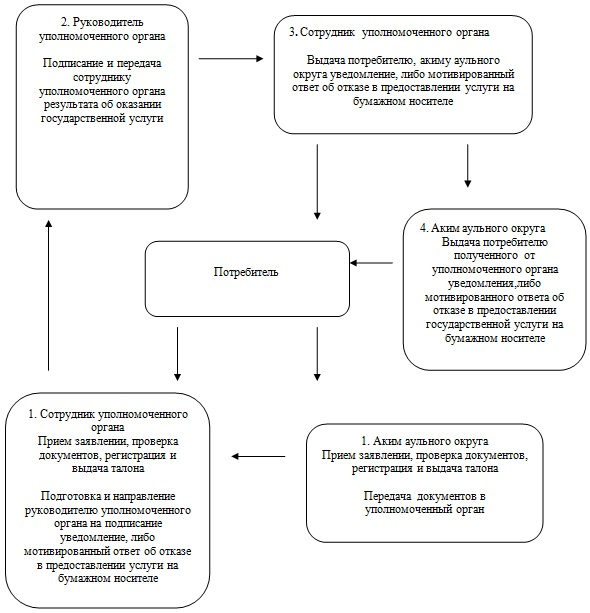 2. Руководитель
уполномоченного органа
Подписание и передача
сотруднику
уполномоченного органа
результата об оказании
государственной услуги
3. Сотрудник уполномоченного органа
Выдача потребителю, акиму аульного
округа уведомление, либо мотивированный
ответ об отказе в предоставлении услуги на
бумажном носителе
4. Аким аульного округа
Выдача потребителю
полученного от
уполномоченного органа
уведомления,либо
мотивированного ответа об
отказе в предоставлении
государственной услуги на
бумажном носителе
Потребитель
1. Сотрудник уполномоченного
органа
Прием заявлении, проверка
документов, регистрация и
выдача талона
Подготовка и направление
руководителю уполномоченного
органа на подписание
уведомление, либо
мотивированный ответ об отказе
в предоставлении услуги на
бумажном носителе
1. Аким аульного округа
Прием заявлении, проверка документов,
регистрация и выдача талона
Передача документов в
уполномоченный орган